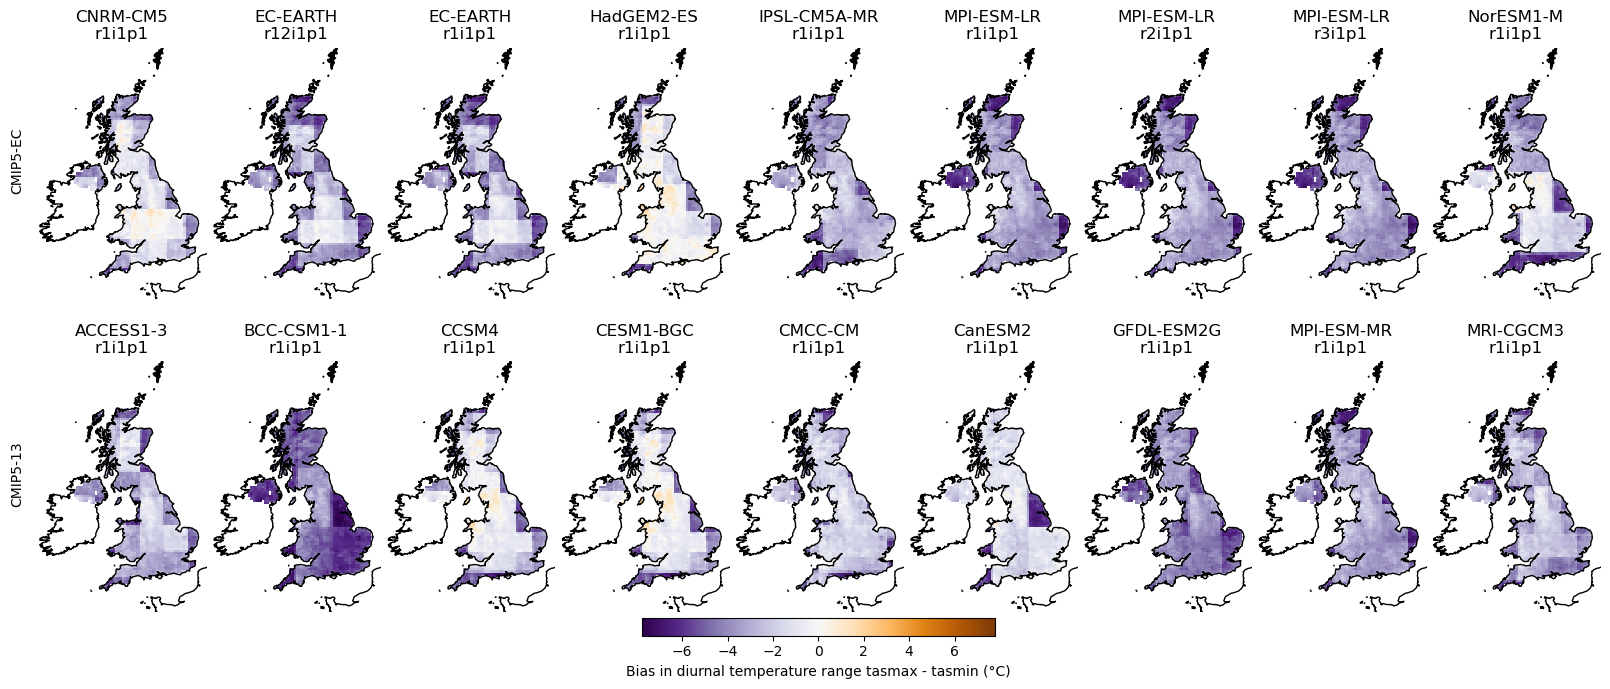 CNRM-CM5 EC-EARTH EC-EARTH HadGEM2-ES IPSL-CM5A-MR MPI-ESM-LR MPI-ESM-LR MPI-ESM-LR NorESM1-M
r1i1p1 r12i1p1 r1i1p1 r1i1p1 r1i1p1 r1i1p1 r2i1p1 r3i1p1 r1i1p1
CMIP5-EC
ACCESS1-3 BCC-CSM1-1 CCSM4 CESM1-BGC CMCC-CM CanESM2 GFDL-ESM2G MPI-ESM-MR MRI-CGCM3
r1i1p1 r1i1p1 r1i1p1 r1i1p1 r1i1p1 r1i1p1 r1i1p1 r1i1p1 r1i1p1
CMIP5-13
−6 −4 −2 0 2 4 6
Bias in diurnal temperature range tasmax - tasmin (°C)